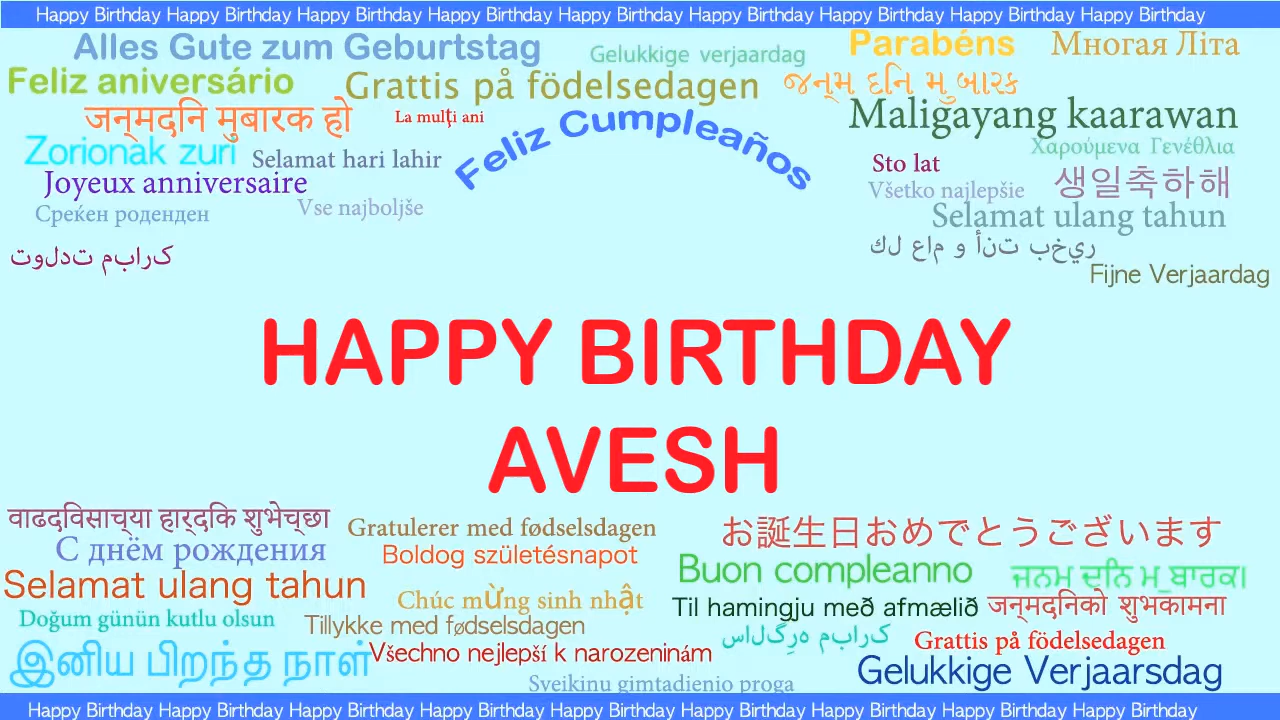 Happy Birthday Happy Birthday Happy Birthday Happy Birthday Happy Birthday Happy Birthday Happy Birthday Happy Birthday Happy Birthday
Alles Gute zum Geburtstag
Gelukkige verjaardag
Parabéns
Многая Літа
Feliz aniversário
Grattis på födelsedagen
જન્મ દિન મુબારક
जन्मदिन मुबारक हो
La mulţi ani
Feliz Cumpleaños
Maligayang kaarawan
Zorionak zuri
Selamat hari lahir
Sto lat
Χαρούμενα Γενέθλια
Joyeux anniversaire
Všetko najlepšie
생일축하해
Среќен роденден
Vse najboljše
Selamat ulang tahun
تولدت مبارک
كل عام و أنت بخير
Fijne Verjaardag
HAPPY BIRTHDAY
AVESH
वाढदिवसाच्या हार्दिक शुभेच्छा
Gratulerer med fødselsdagen
お誕生日おめでとうございます
С днём рождения
Boldog születésnapot
Buon compleanno
ਜਨਮ ਦਿਨ ਮੁਬਾਰਕ।
Selamat ulang tahun
Chúc mừng sinh nhật
Til hamingju með afmælið
जन्मदिनको शुभकामना
Doğum günün kutlu olsun
Tillykke med fødselsdagen
سالگرہ مبارک
Grattis på födelsedagen
இனிய பிறந்த நாள்
Všechno nejlepší k narozeninám
Gelukkige Verjaarsdag
Sveikinu gimtadienio proga
Happy Birthday Happy Birthday Happy Birthday Happy Birthday Happy Birthday Happy Birthday Happy Birthday Happy Birthday Happy Birthday